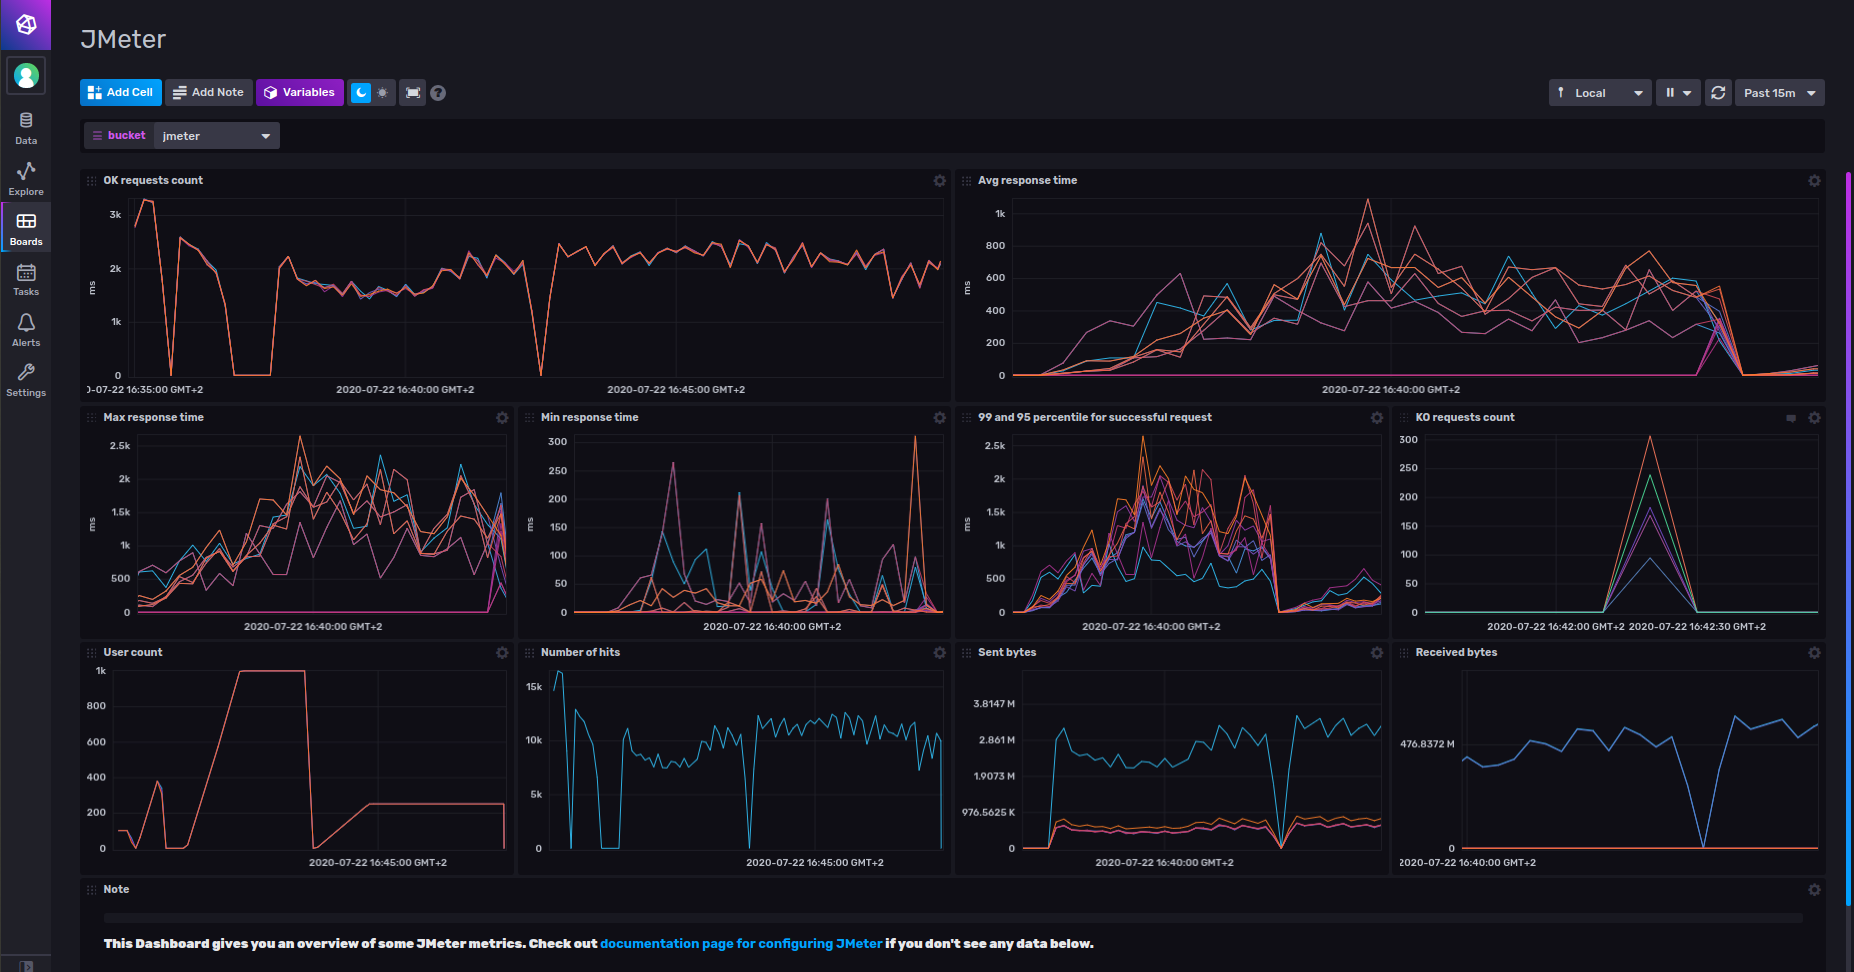 JMeter
Add Cell
Add Note
Variables
?
Local
Past 15m
bucket
jmeter
Data
Explore
Boards
Tasks
Alerts
Settings
OK requests count
3k
2k
1k
0
ms
0-07-22 16:35:00 GMT+2
2020-07-22 16:40:00 GMT+2
2020-07-22 16:45:00 GMT+2
Avg response time
1k
800
600
400
200
0
ms
2020-07-22 16:40:00 GMT+2
Max response time
2.5k
2k
1.5k
1k
500
0
ms
2020-07-22 16:40:00 GMT+2
Min response time
300
250
200
150
100
50
0
ms
2020-07-22 16:40:00 GMT+2
99 and 95 percentile for successful request
2.5k
2k
1.5k
1k
500
0
ms
2020-07-22 16:40:00 GMT+2
KO requests count
300
250
200
150
100
50
0
2020-07-22 16:42:00 GMT+2
2020-07-22 16:42:30 GMT+2
User count
1k
800
600
400
200
0
2020-07-22 16:45:00 GMT+2
Number of hits
15k
10k
5k
0
2020-07-22 16:45:00 GMT+2
Sent bytes
3.8147 M
2.861 M
1.9073 M
976.5625 K
0
2020-07-22 16:40:00 GMT+2
Received bytes
476.8372 M
0
2020-07-22 16:40:00 GMT+2
Note
This Dashboard gives you an overview of some JMeter metrics. Check out documentation page for configuring JMeter if you don't see any data below.